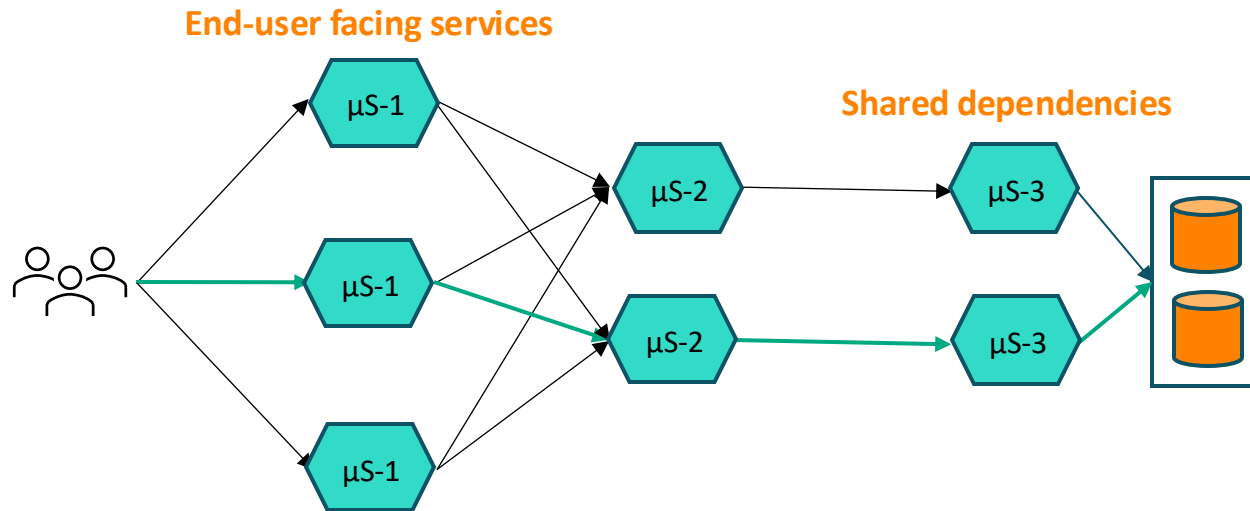 End-user facing services
µS-1
Shared dependencies
µS-2
µS-3
µS-1
µS-2
µS-3
µS-1